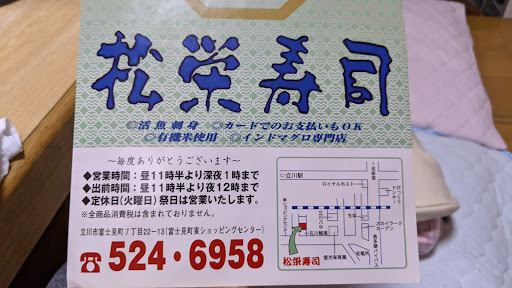 松栄寿司
◎活魚刺身 ◎カードでのお支払いもOK
◎有機米使用 ◎インドマグロ専門店
〜毎度ありがとうございます〜
◆営業時間:昼11時半より深夜1時まで
◆出前時間:昼11時半より夜12時まで
◆定休日(火曜日)祭日は営業いたします。
※全商品消費税は含まれておりません。
立川市富士見町7丁目22−13(富士見町東ショッピングセンター)
☎524・6958
立川駅
ロイヤルホスト
松栄寿司